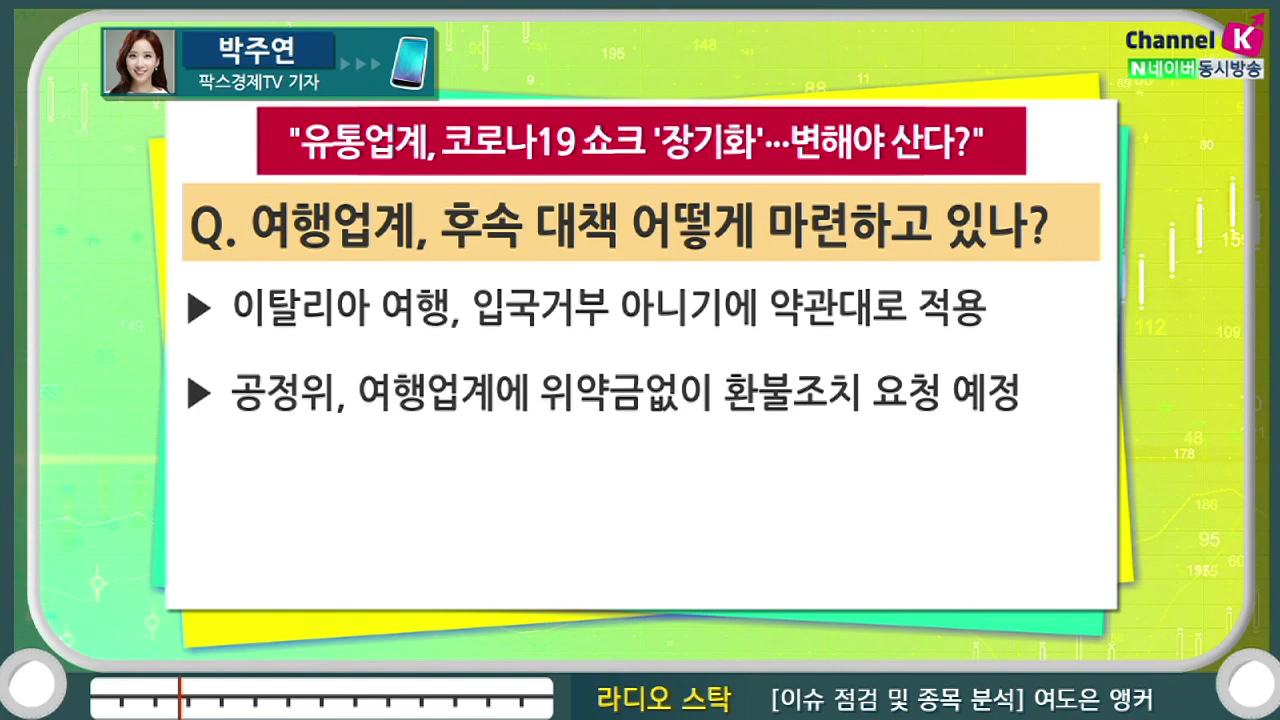 박주연
팍스경제TV 기자
Channel K
N네이버 동시방송
"유통업계, 코로나19 쇼크 '장기화'···변해야 산다?"
Q. 여행업계, 후속 대책 어떻게 마련하고 있나?
▶ 이탈리아 여행, 입국거부 아니기에 약관대로 적용
▶ 공정위, 여행업계에 위약금없이 환불조치 요청 예정
라디오 스탁 [이슈 점검 및 종목 분석] 여도은 앵커